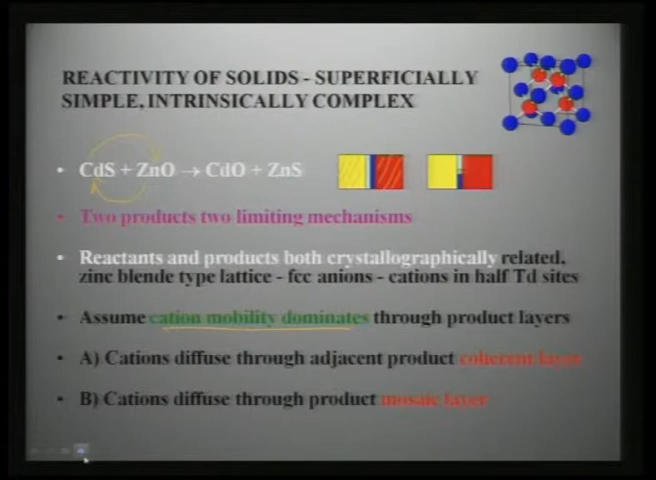 REACTIVITY OF SOLIDS - SUPERFICIALLY
SIMPLE, INTRINSICALLY COMPLEX
• CdS + ZnO → CdO + ZnS
• Two products two limiting mechanisms
• Reactants and products both crystallographically related,
zinc blende type lattice - fcc anions - cations in half Td sites
• Assume cation mobility dominates through product layers
• A) Cations diffuse through adjacent product coherent layer
• B) Cations diffuse through product mosaic layer